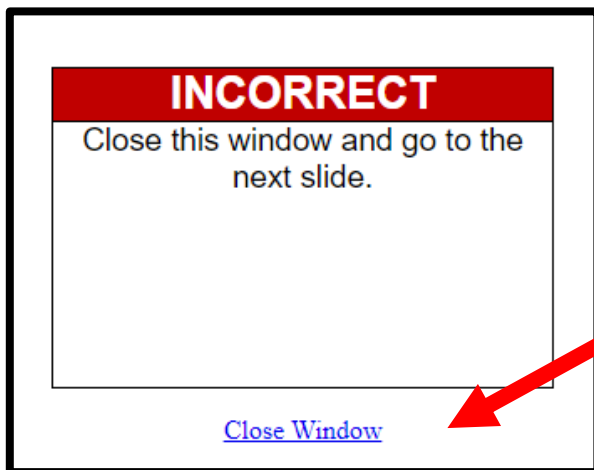 INCORRECT
Close this window and go to the
next slide.
Close Window